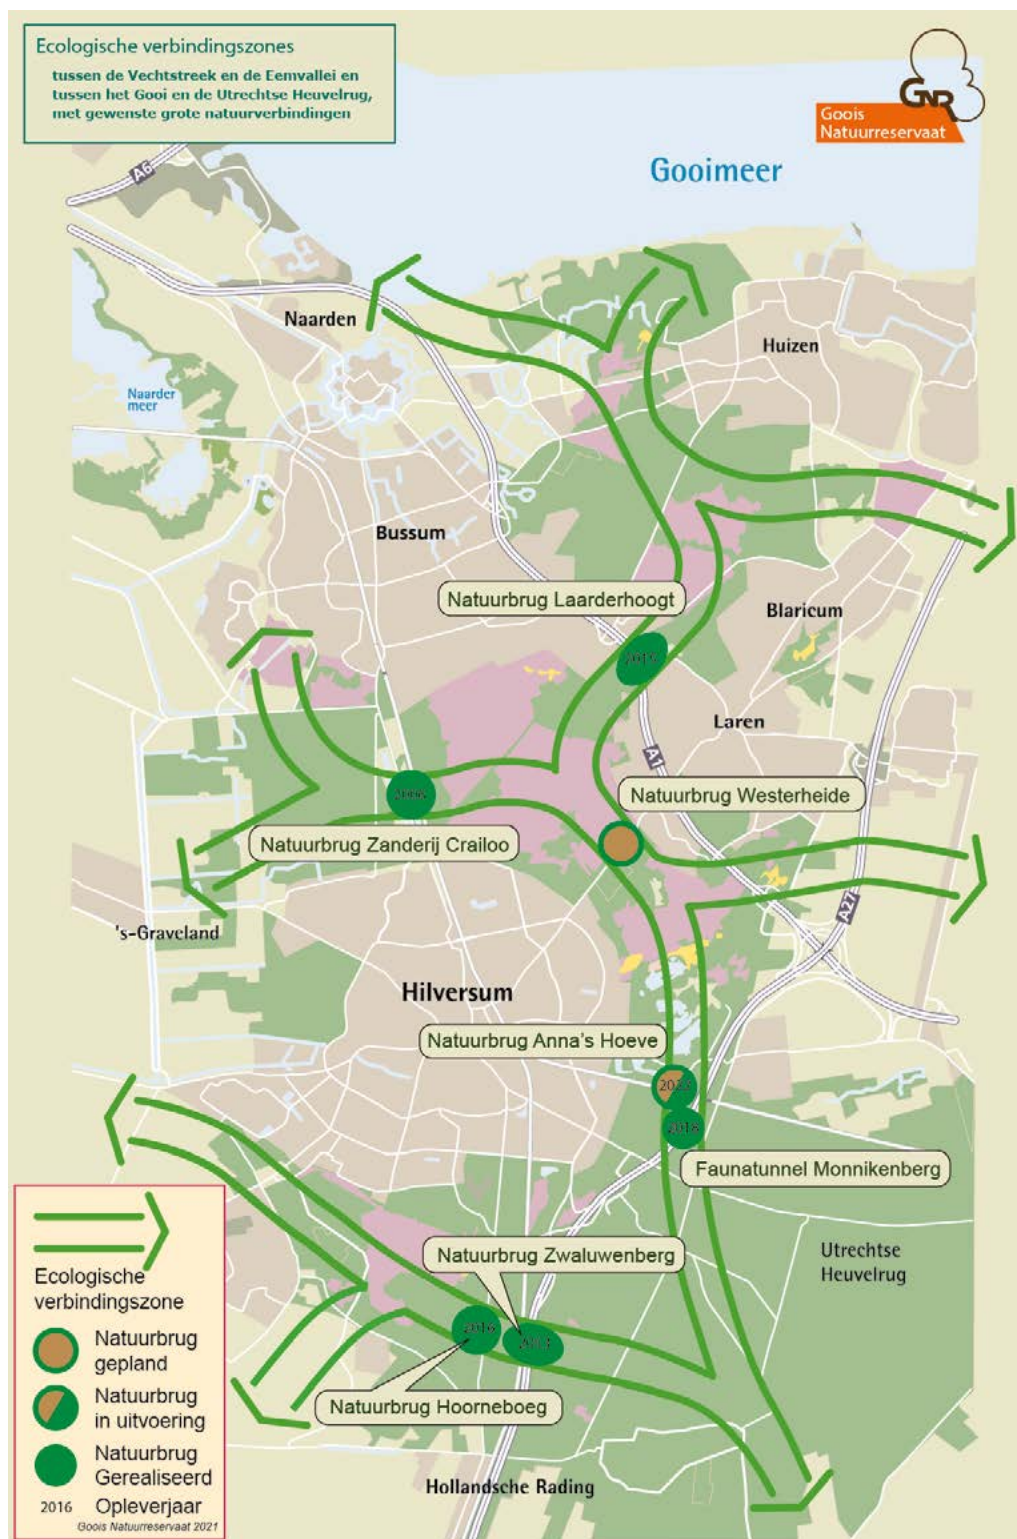 Ecologische verbindingszones
tussen de Vechtstreek en de Eemvallei en
tussen het Gooi en de Utrechtse Heuvelrug,
met gewenste grote natuurverbindingen
GNR
Goois
Natuurreservaat
Gooimeer
A6
Naarden
Huizen
Naarder
meer
Bussum
Natuurbrug Laarderhoogt
Blaricum
Laren
A1
Natuurbrug Westerheide
Natuurbrug Zanderij Crailoo
A27
's-Graveland
Hilversum
Natuurbrug Anna's Hoeve
2018
Faunatunnel Monnikenberg
Natuurbrug Zwaluwenberg
Utrechtse
Heuvelrug
2016
Natuurbrug Hoorneboeg
Hollandsche Rading
Ecologische
verbindingszone
Natuurbrug
gepland
Natuurbrug
in uitvoering
Natuurbrug
Gerealiseerd
2016 Opleverjaar
Goois Natuurreservaat 2021